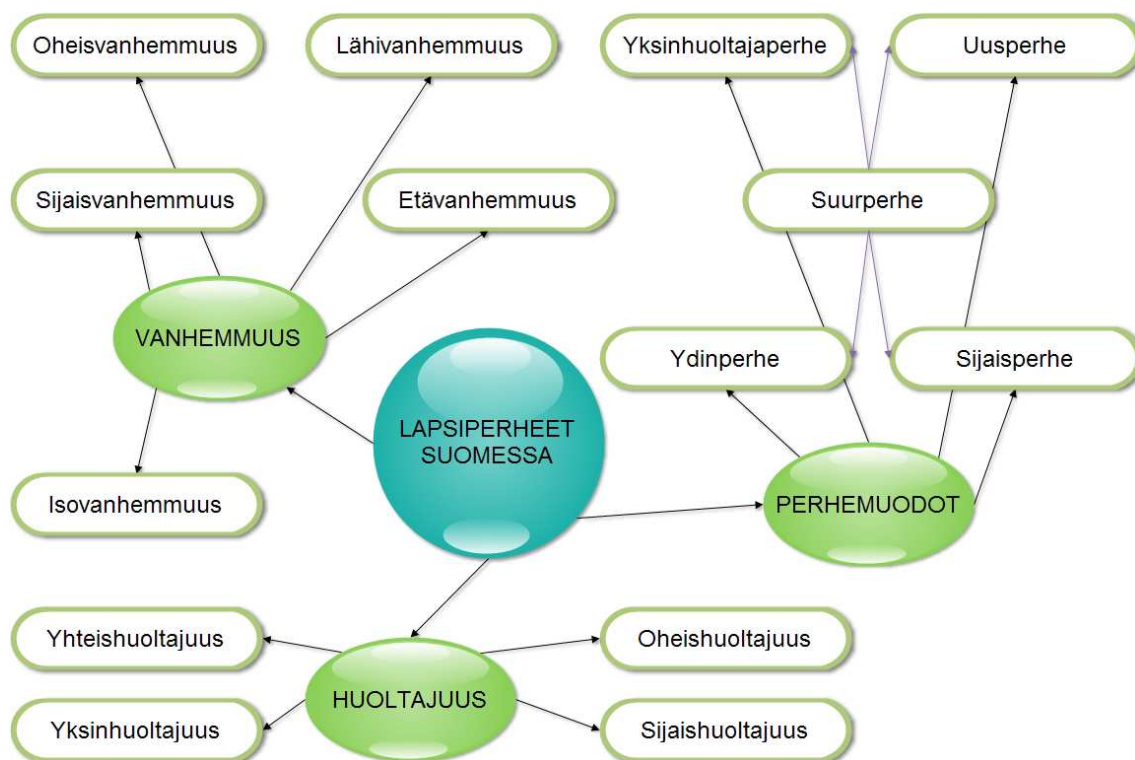 Oheisvanhemmuus
Lähivanhemmuus
Yksinhuoltajaperhe
Uusperhe
Sijaisvanhemmuus
Etävanhemmuus
Suurperhe
VANHEMMUUS
Ydinperhe
Sijaisperhe
LAPSIPERHEET
SUOMESSA
Isovanhemmuus
PERHEMUODOT
Yhteishuoltajuus
Oheishuoltajuus
HUOLTAJUUS
Yksinhuoltajuus
Sijaishuoltajuus